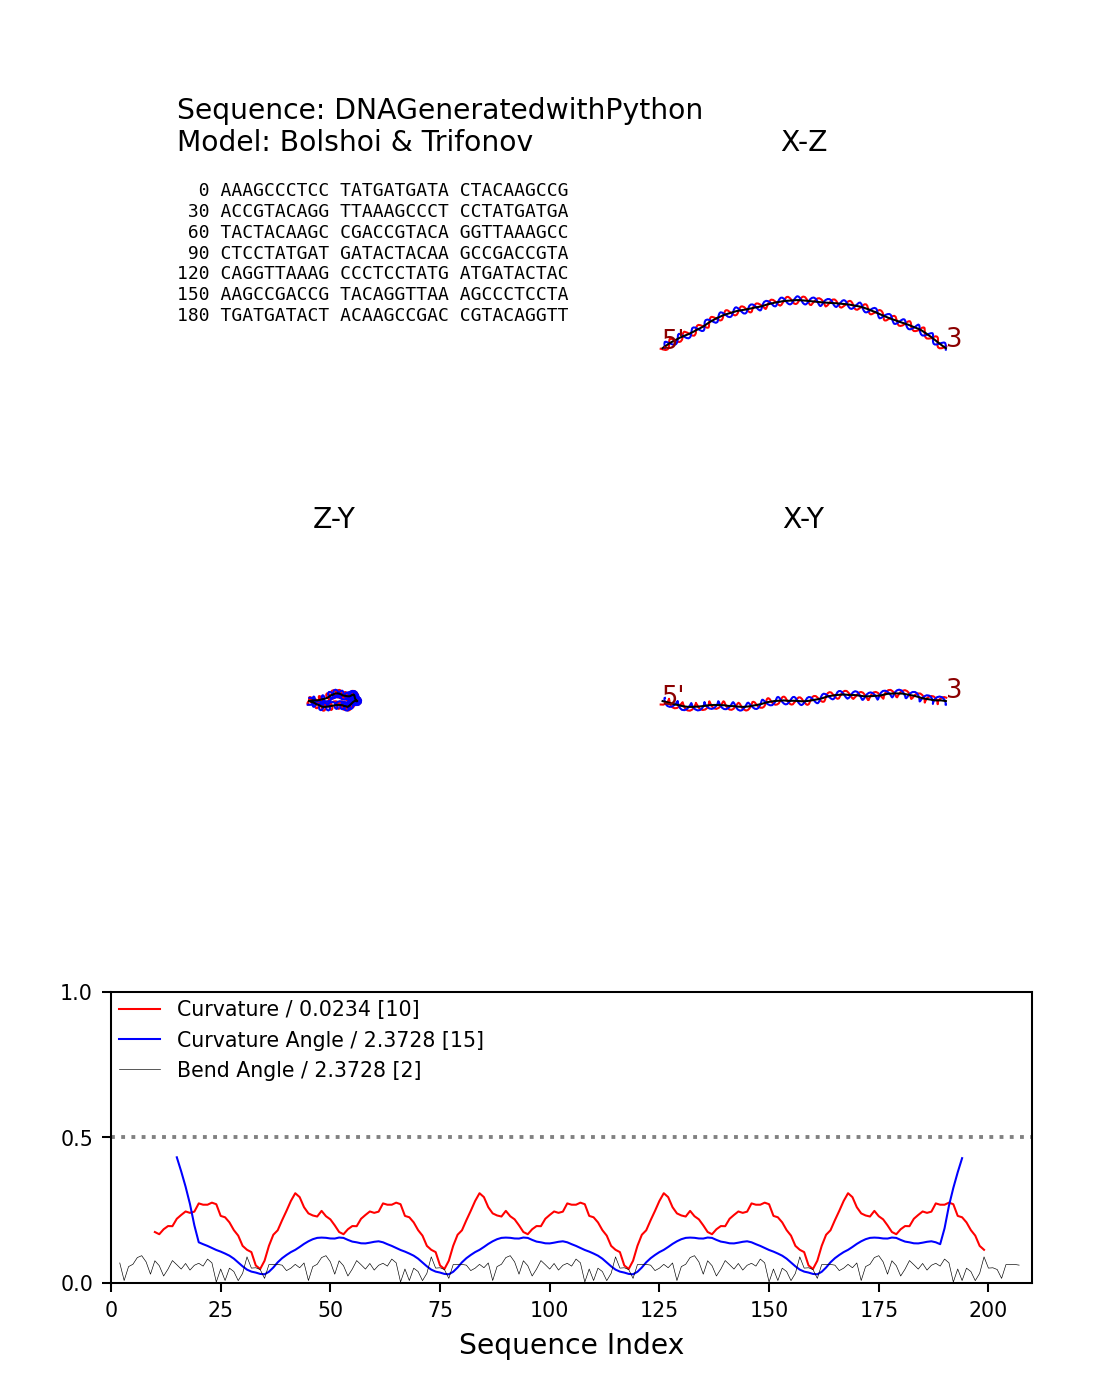 Sequence: DNAGeneratedwithPython
Model: Bolshoi & Trifonov
X-Z
0 AAAGCCCTCC TATGATGATA CTACAAGCCG
30 ACCGTACAGG TTAAAGCCCT CCTATGATGA
60 TACTACAAGC CGACCGTACA GGTTAAAGCC
90 CTCCTATGAT GATACTACAA GCCGACCGTA
120 CAGGTTAAAG CCCTCCTATG ATGATACTAC
150 AAGCCGACCG TACAGGTTAA AGCCCTCCTA
180 TGATGATACT ACAAGCCGAC CGTACAGGTT
5' 3
Z-Y
X-Y
5' 3
1.0
0.5
0.0
Curvature / 0.0234 [10]
Curvature Angle / 2.3728 [15]
Bend Angle / 2.3728 [2]
0 25 50 75 100 125 150 175 200
Sequence Index